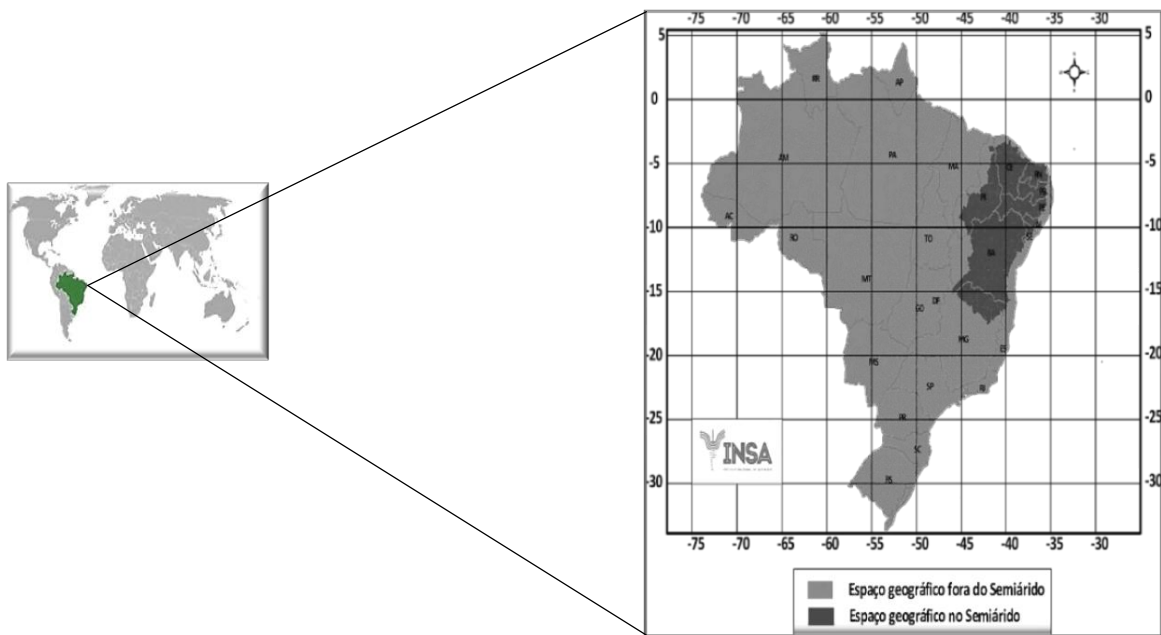 -75 -70 -65 -60 -55 -50 -45 -40 -35 -30
5 5
0 0
-5 -5
-10 -10
-15 -15
-20 -20
-25 -25
-30 -30
RR AP
AM PA MA CE
RN
PB
PI PE
AC AL
RO TO SE
BA
MT
DF
GO
MG
ES
MS
SP RJ
PR
SC
RS
INSA
-75 -70 -65 -60 -55 -50 -45 -40 -35 -30
Espaço geográfico fora do Semiárido
Espaço geográfico no Semiárido